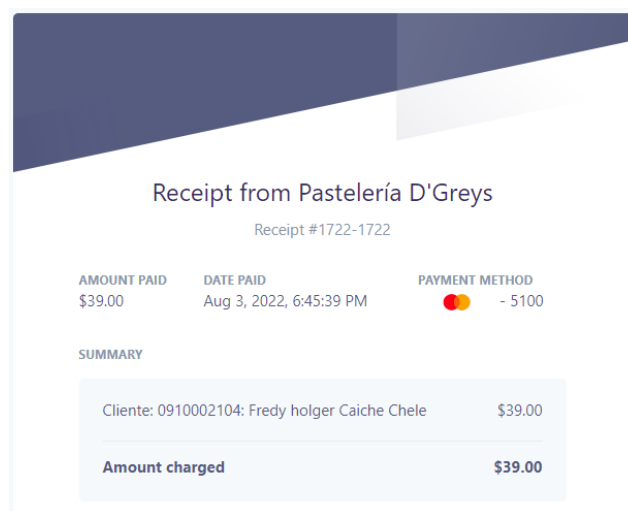 Receipt from Pastelería D'Greys
Receipt #1722-1722
AMOUNT PAID DATE PAID PAYMENT METHOD
$39.00 Aug 3, 2022, 6:45:39 PM - 5100
SUMMARY
Cliente: 0910002104: Fredy holger Caiche Chele $39.00
Amount charged $39.00